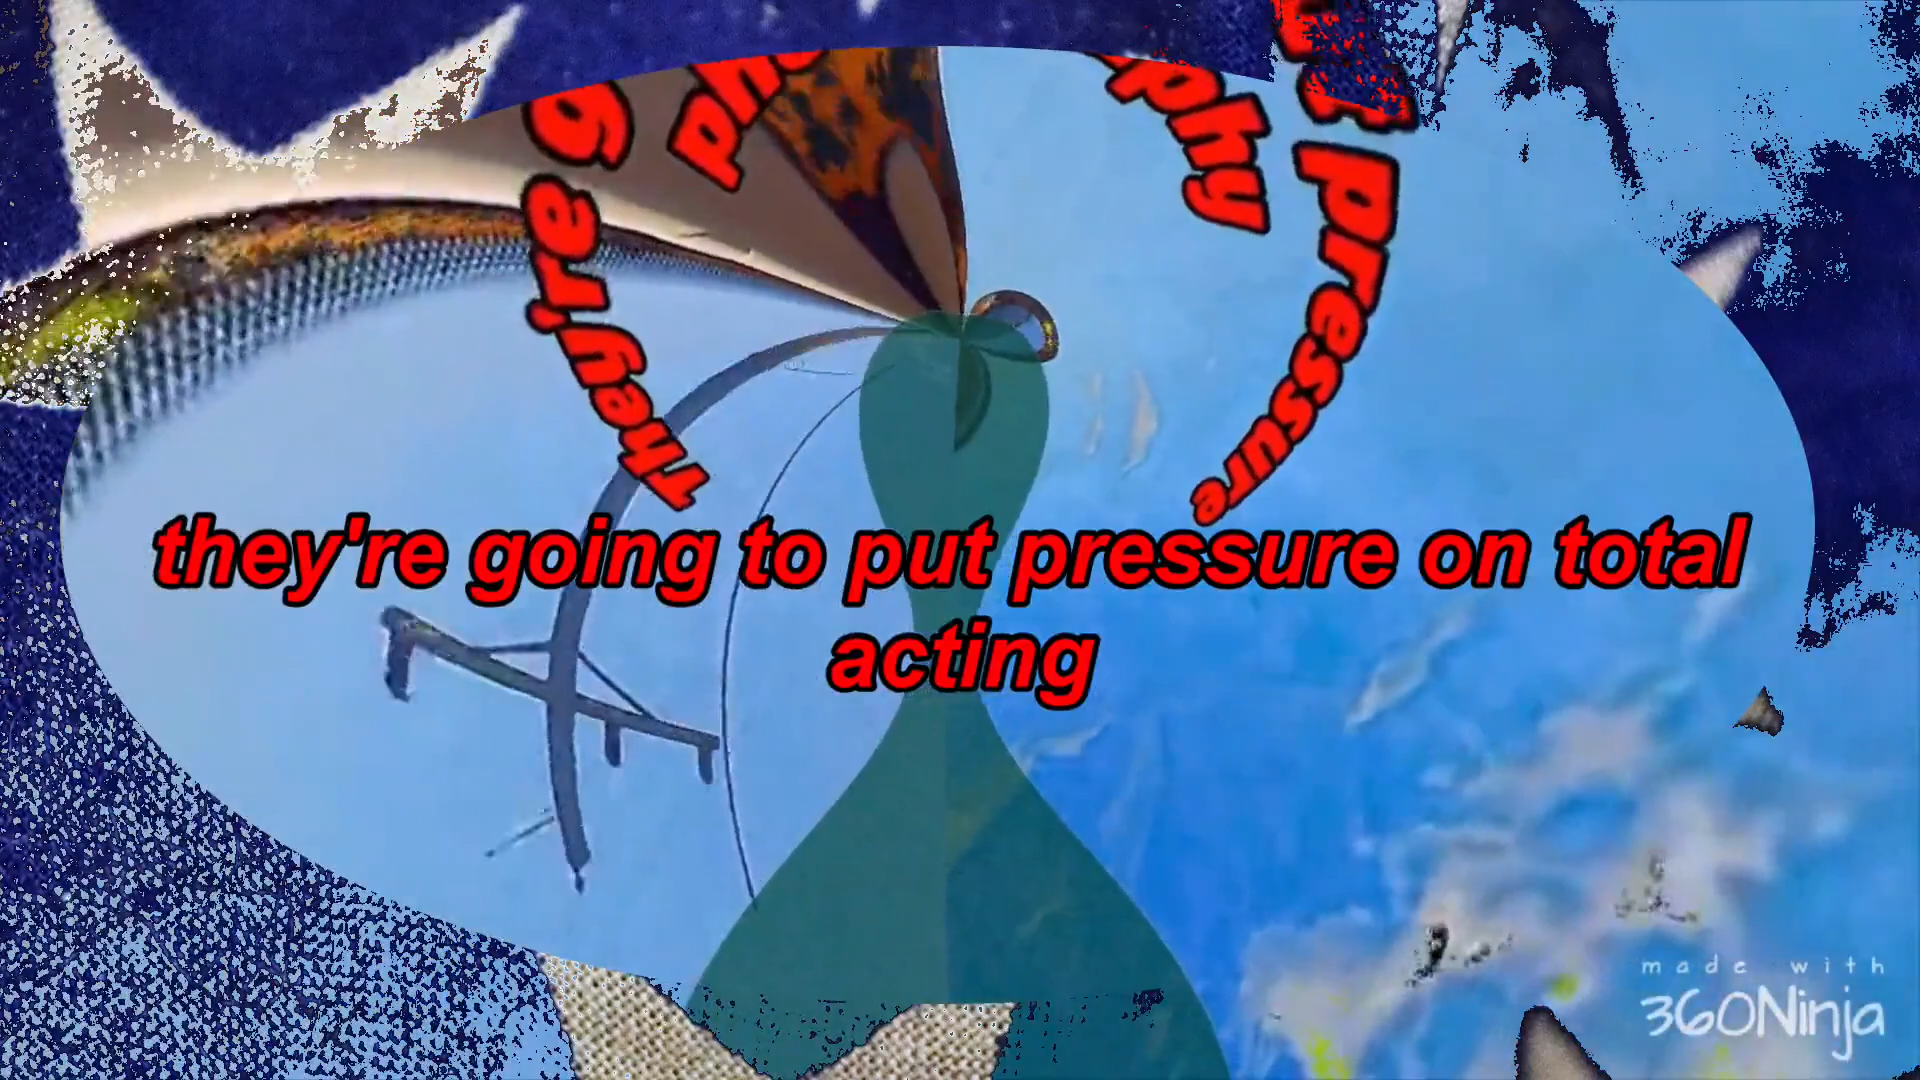 They're g
phy
pressure
they're going to put pressure on total
acting
made with
360Ninja